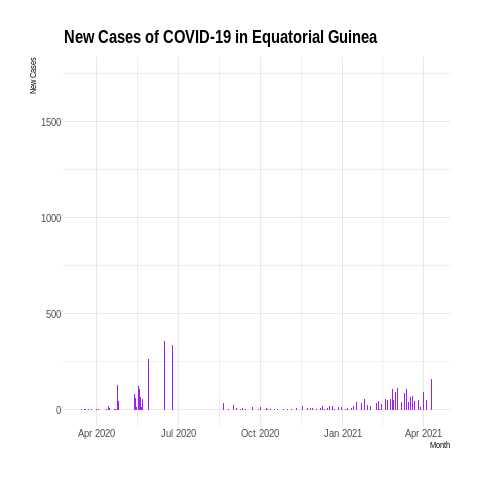 New Cases of COVID-19 in Equatorial Guinea
New Cases
1500
1000
500
0
Apr 2020 Jul 2020 Oct 2020 Jan 2021 Apr 2021
Month